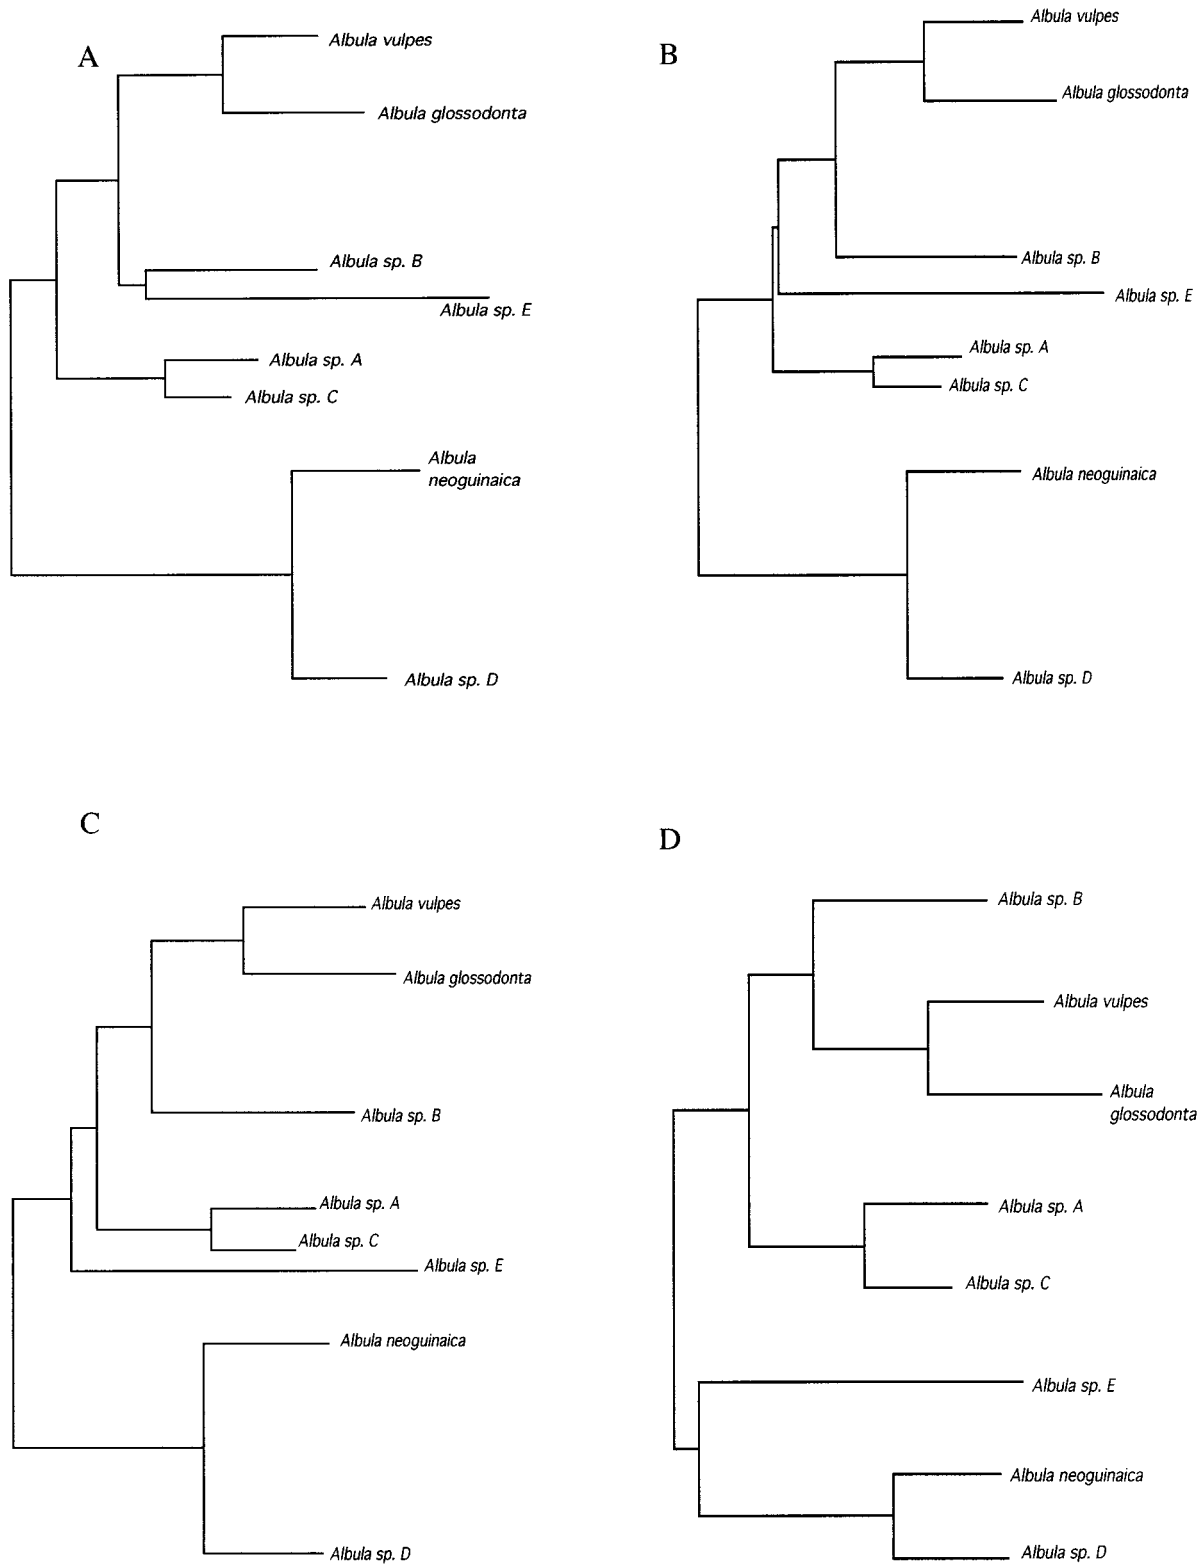 A
Albula vulpes
Albula glossodonta
Albula sp. B
Albula sp. E
Albula sp. A
Albula sp. C
Albula
neoguinaica
Albula sp. D
B
Albula vulpes
Albula glossodonta
Albula sp. B
Albula sp. E
Albula sp. A
Albula sp. C
Albula neoguinaica
Albula sp. D
C
Albula vulpes
Albula glossodonta
Albula sp. B
Albula sp. A
Albula sp. C
Albula sp. E
Albula neoguinaica
Albula sp. D
D
Albula sp. B
Albula vulpes
Albula
glossodonta
Albula sp. A
Albula sp. C
Albula sp. E
Albula neoguinaica
Albula sp. D